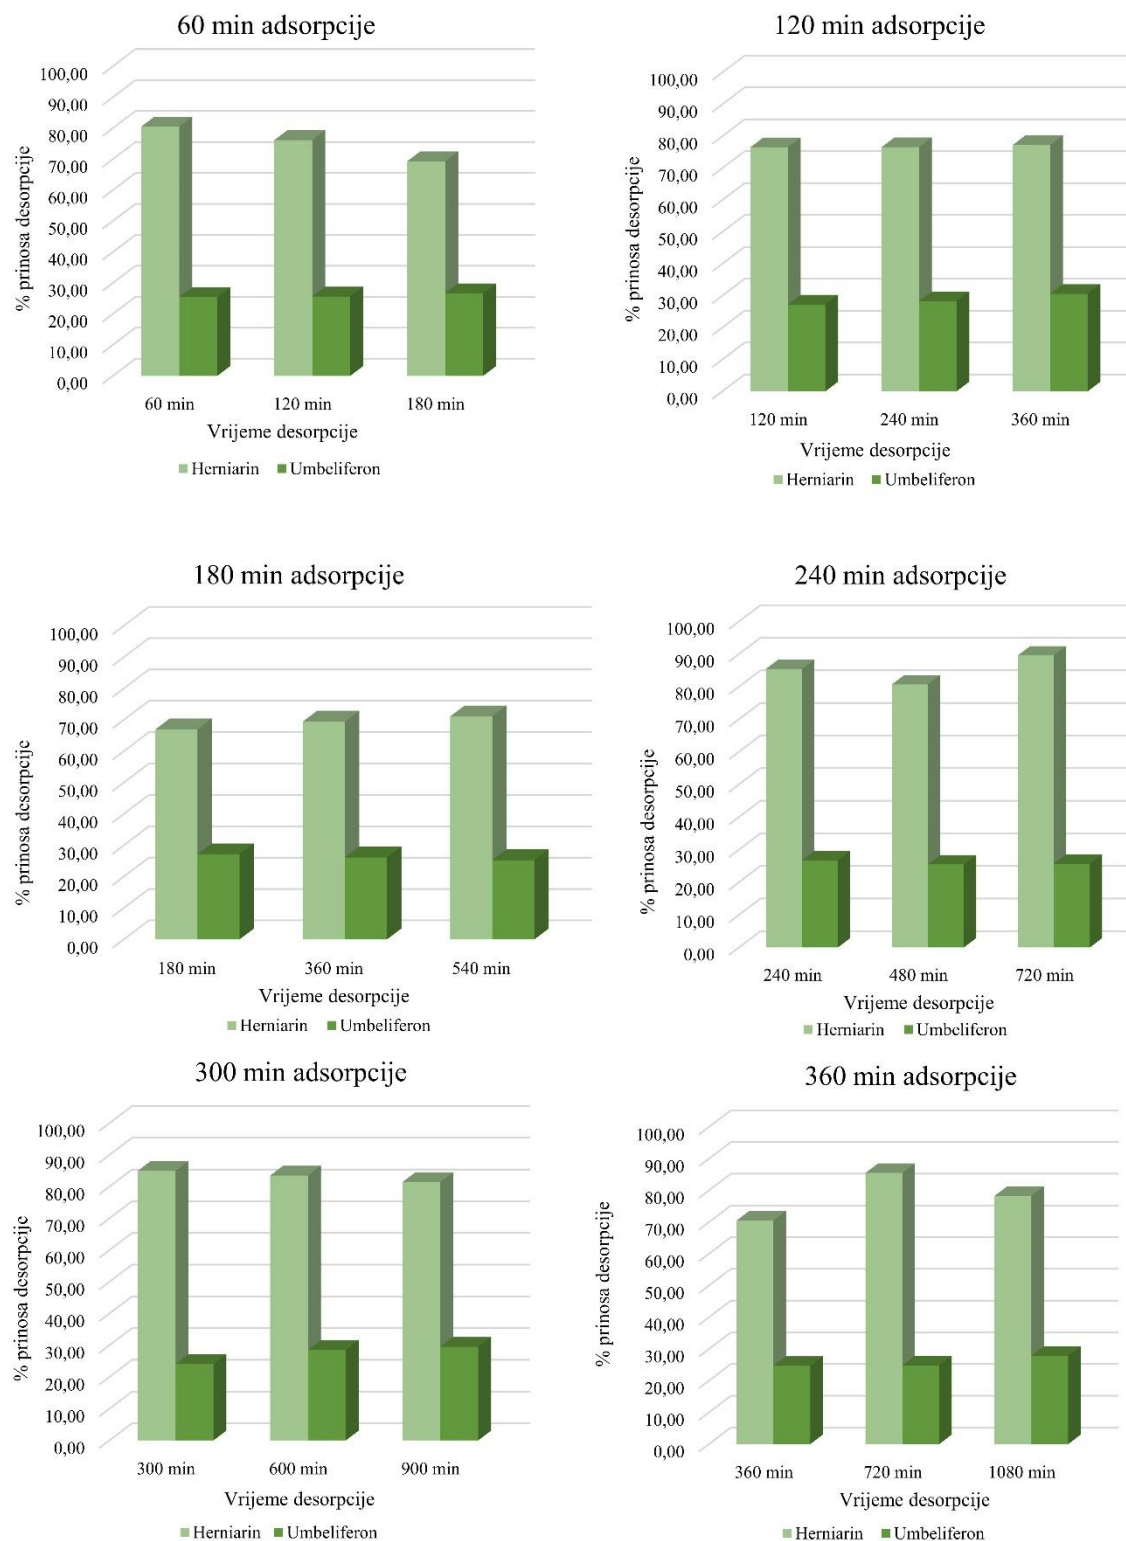 60 min adsorpcije
100,00
90,00
80,00
70,00
60,00
50,00
40,00
30,00
20,00
10,00
0,00
% prinosa desorpcije
60 min 120 min 180 min
Vrijeme desorpcije
Herniarin Umbeliferon
120 min adsorpcije
100,00
90,00
80,00
70,00
60,00
50,00
40,00
30,00
20,00
10,00
0,00
% prinosa desorpcije
120 min 240 min 360 min
Vrijeme desorpcije
Herniarin Umbeliferon
180 min adsorpcije
100,00
90,00
80,00
70,00
60,00
50,00
40,00
30,00
20,00
10,00
0,00
% prinosa desorpcije
180 min 360 min 540 min
Vrijeme desorpcije
Herniarin Umbeliferon
240 min adsorpcije
100,00
90,00
80,00
70,00
60,00
50,00
40,00
30,00
20,00
10,00
0,00
% prinosa desorpcije
240 min 480 min 720 min
Vrijeme desorpcije
Herniarin Umbeliferon
300 min adsorpcije
100,00
90,00
80,00
70,00
60,00
50,00
40,00
30,00
20,00
10,00
0,00
% prinosa desorpcije
300 min 600 min 900 min
Vrijeme desorpcije
Herniarin Umbeliferon
360 min adsorpcije
100,00
90,00
80,00
70,00
60,00
50,00
40,00
30,00
20,00
10,00
0,00
% prinosa desorpcije
360 min 720 min 1080 min
Vrijeme desorpcije
Herniarin Umbeliferon